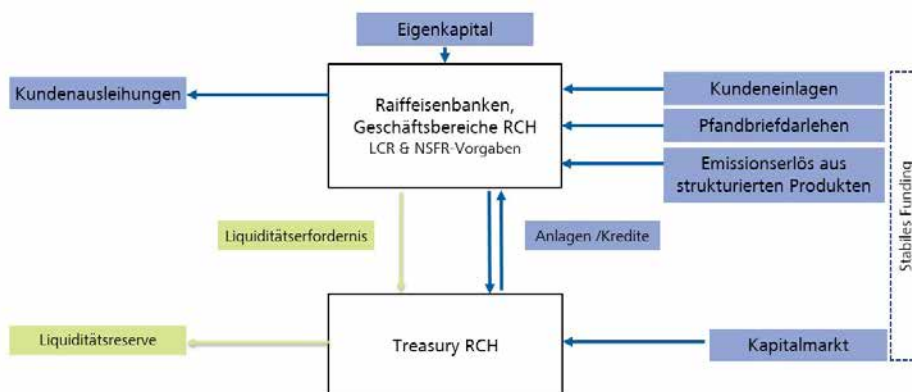 Eigenkapital
Kundenausleihungen
Raiffeisenbanken,
Geschäftsbereiche RCH
LCR & NSFR-Vorgaben
Kundeneinlagen
Pfandbriefdarlehen
Emissionserlös aus
strukturierten Produkten
Stabiles Funding
Liquiditätserfordernis
Anlagen /Kredite
Liquiditätsreserve
Treasury RCH
Kapitalmarkt